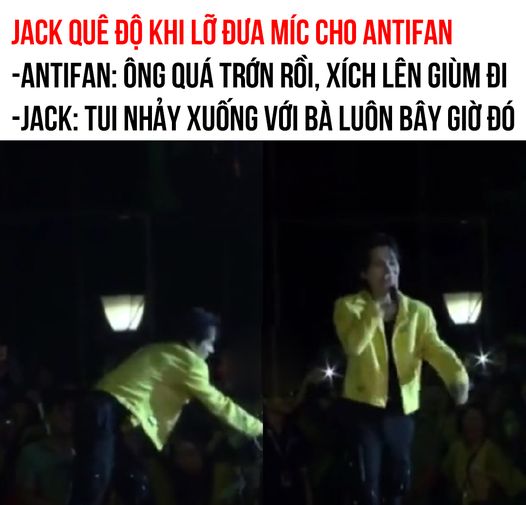 JACK QUÊ ĐỘ KHI LỠ ĐƯA MÍC CHO ANTIFAN
-ANTIFAN: ÔNG QUÁ TRỚN RỒI, XÍCH LÊN GIÙM ĐI
-JACK: TUI NHẢY XUỐNG VỚI BÀ LUÔN BÂY GIỜ ĐÓ